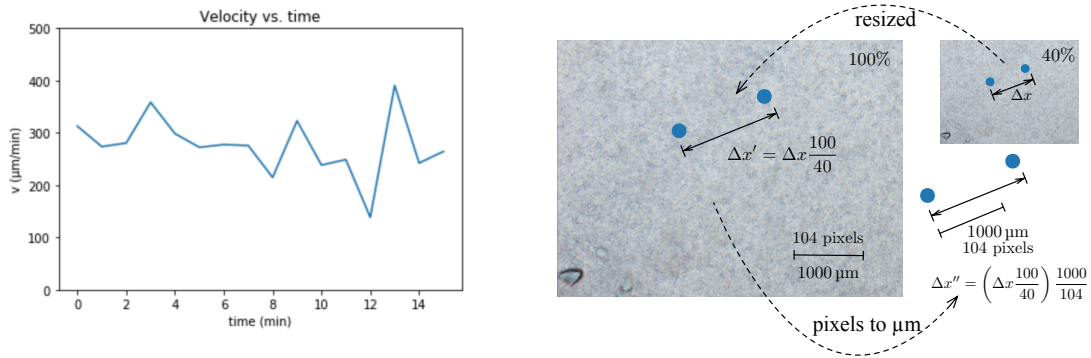 Velocity vs. time
500
400
300
200
100
0
v (μm/min)
0 2 4 6 8 10 12 14
time (min)
resized
100%
40%
Δx
Δx′ = Δx 100/40
104 pixels
1000 μm
1000 μm
104 pixels
Δx″ = (Δx 100/40) 1000/104
pixels to μm